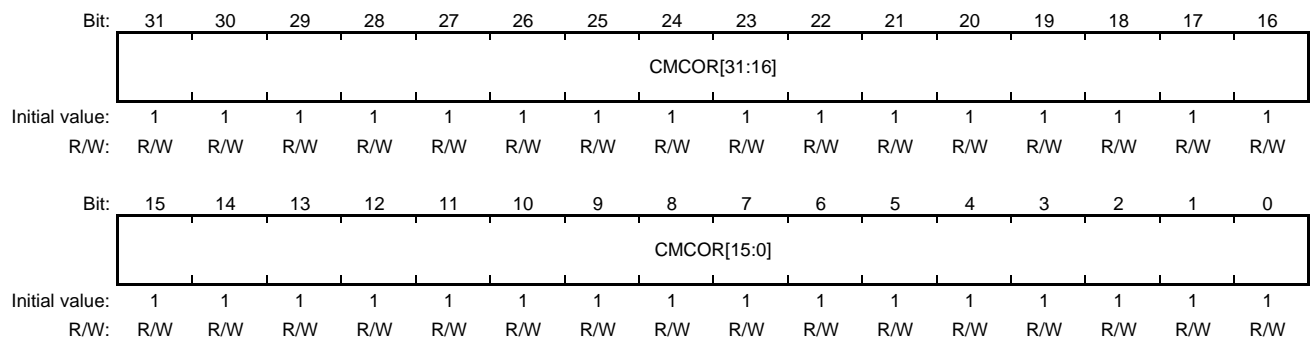 Bit: 31 30 29 28 27 26 25 24 23 22 21 20 19 18 17 16
CMCOR[31:16]
Initial value: 1 1 1 1 1 1 1 1 1 1 1 1 1 1 1 1
R/W: R/W R/W R/W R/W R/W R/W R/W R/W R/W R/W R/W R/W R/W R/W R/W R/W
Bit: 15 14 13 12 11 10 9 8 7 6 5 4 3 2 1 0
CMCOR[15:0]
Initial value: 1 1 1 1 1 1 1 1 1 1 1 1 1 1 1 1
R/W: R/W R/W R/W R/W R/W R/W R/W R/W R/W R/W R/W R/W R/W R/W R/W R/W